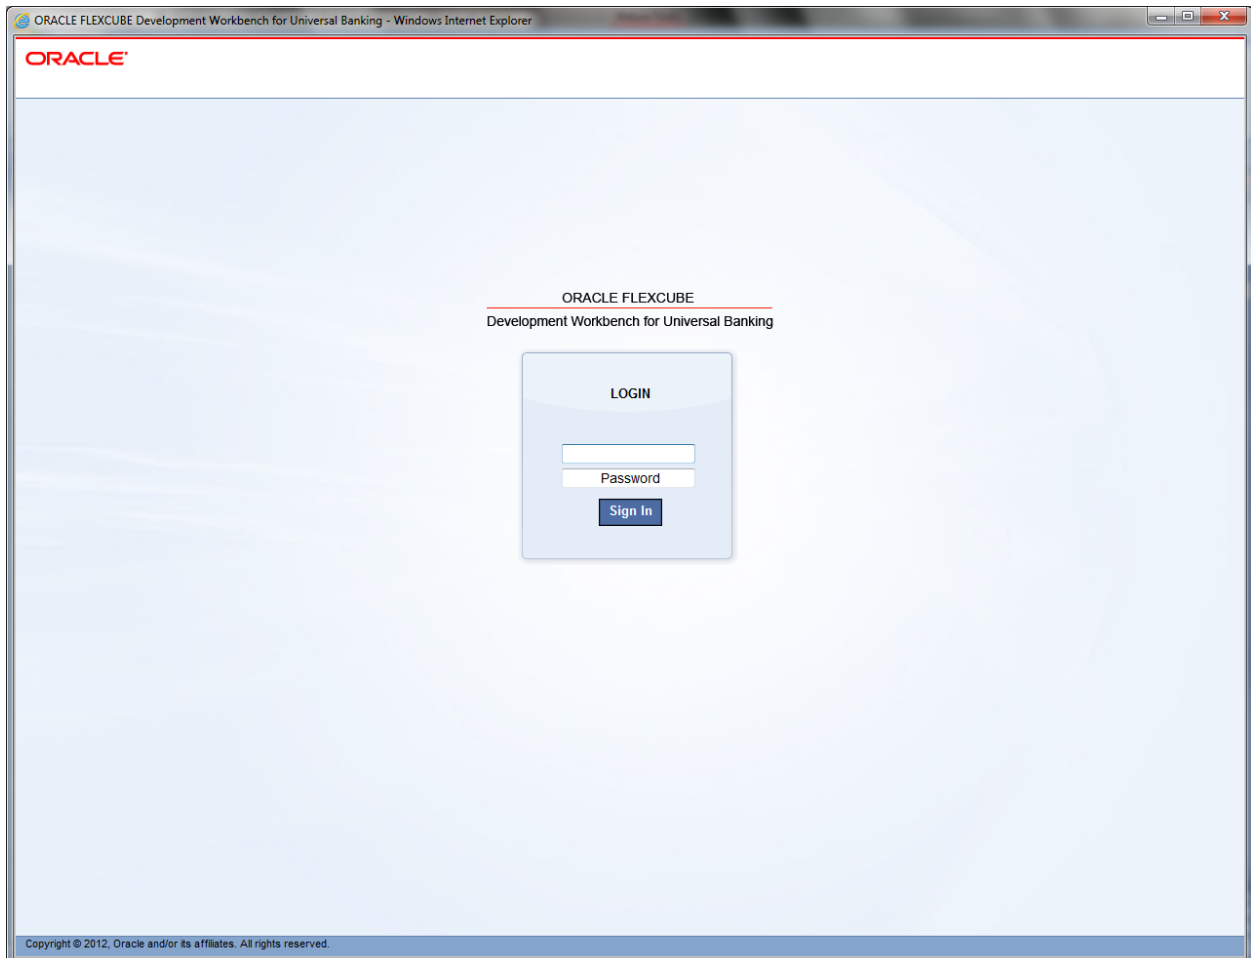 ORACLE FLEXCUBE Development Workbench for Universal Banking - Windows Internet Explorer
ORACLE
ORACLE FLEXCUBE
Development Workbench for Universal Banking
LOGIN
Password
Sign In
Copyright © 2012, Oracle and/or its affiliates. All rights reserved.